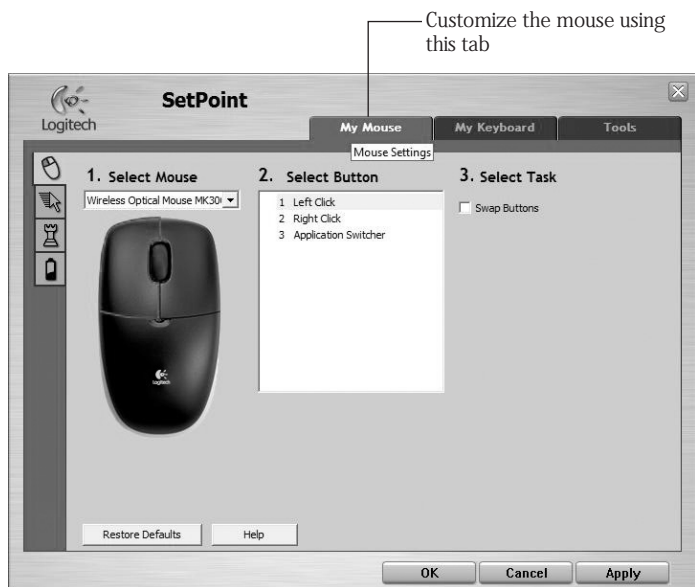 Customize the mouse using
this tab
Logitech
SetPoint
My Mouse
My Keyboard
Tools
Mouse Settings
1. Select Mouse
Wireless Optical Mouse MK30
2. Select Button
1 Left Click
2 Right Click
3 Application Switcher
3. Select Task
Swap Buttons
Logitech
Restore Defaults
Help
OK
Cancel
Apply